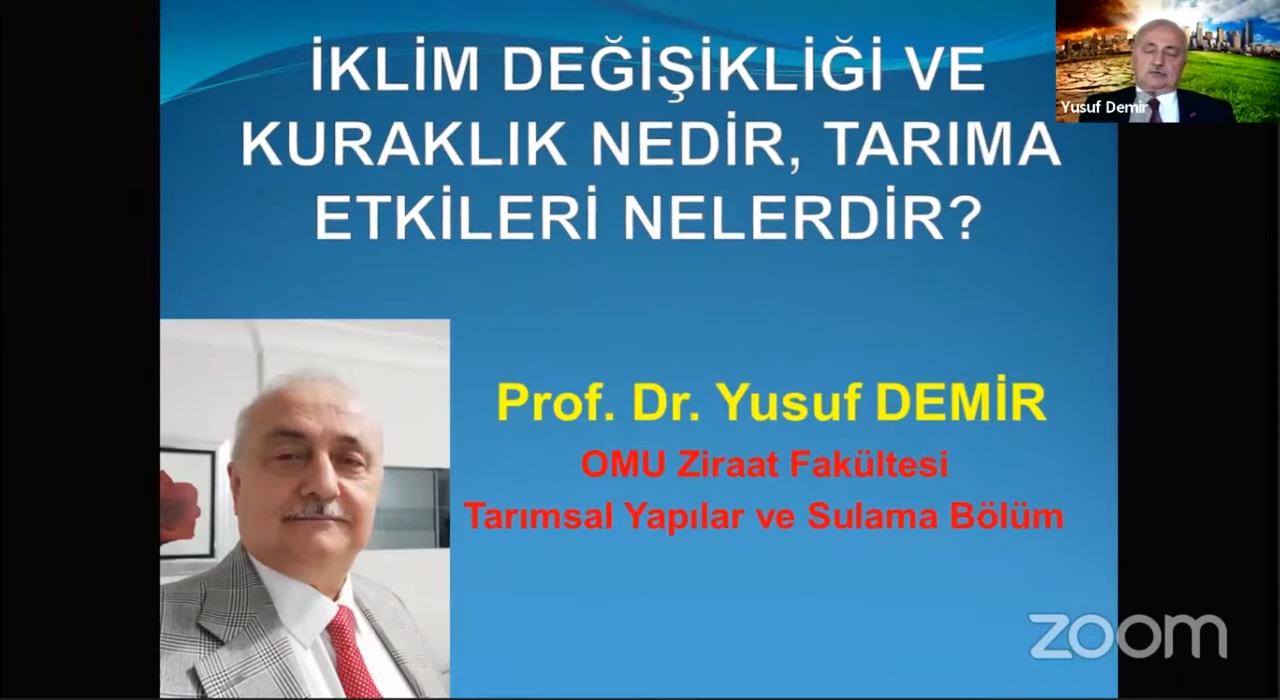 İKLİM DEĞİŞİKLİĞİ VE
KURAKLIK NEDİR, TARIMA
ETKİLERİ NELERDİR?
Yusuf Demir
Prof. Dr. Yusuf DEMİR
OMU Ziraat Fakültesi
Tarımsal Yapılar ve Sulama Bölüm
zoom